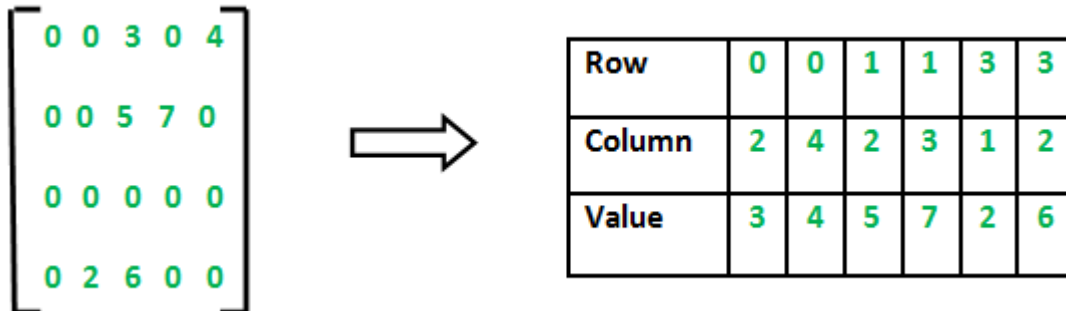 0 0 3 0 4
0 0 5 7 0
0 0 0 0 0
0 2 6 0 0
Row 0 0 1 1 3 3
Column 2 4 2 3 1 2
Value 3 4 5 7 2 6